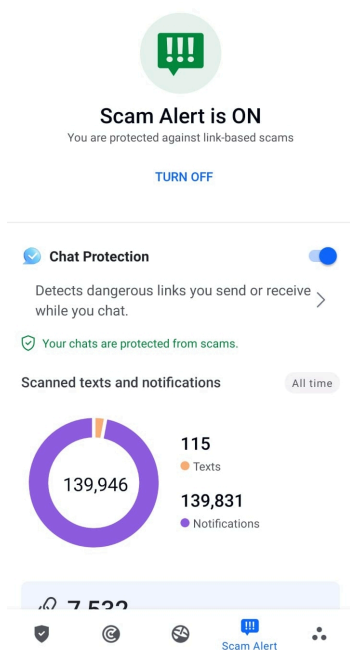 Scam Alert is ON
You are protected against link-based scams
TURN OFF
Chat Protection
Detects dangerous links you send or receive
while you chat.
Your chats are protected from scams.
Scanned texts and notifications
All time
139,946
115
Texts
139,831
Notifications
7,532
Scam Alert